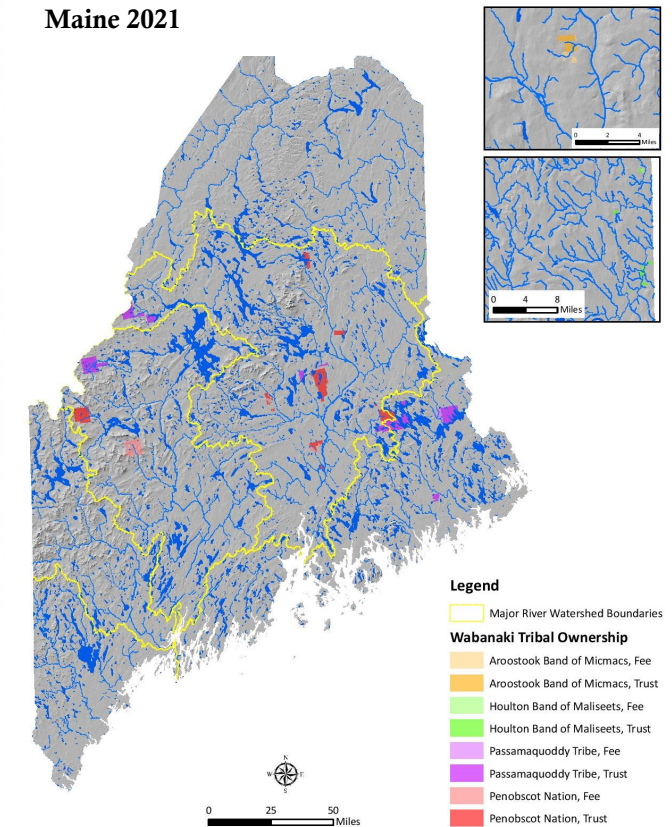 Maine 2021
0 2 4
Miles
0 4 8
Miles
Legend
Major River Watershed Boundaries
Wabanaki Tribal Ownership
Aroostook Band of Micmacs, Fee
Aroostook Band of Micmacs, Trust
Houlton Band of Maliseets, Fee
Houlton Band of Maliseets, Trust
Passamaquoddy Tribe, Fee
Passamaquoddy Tribe, Trust
Penobscot Nation, Fee
Penobscot Nation, Trust
N
W E
S
0 25 50
Miles